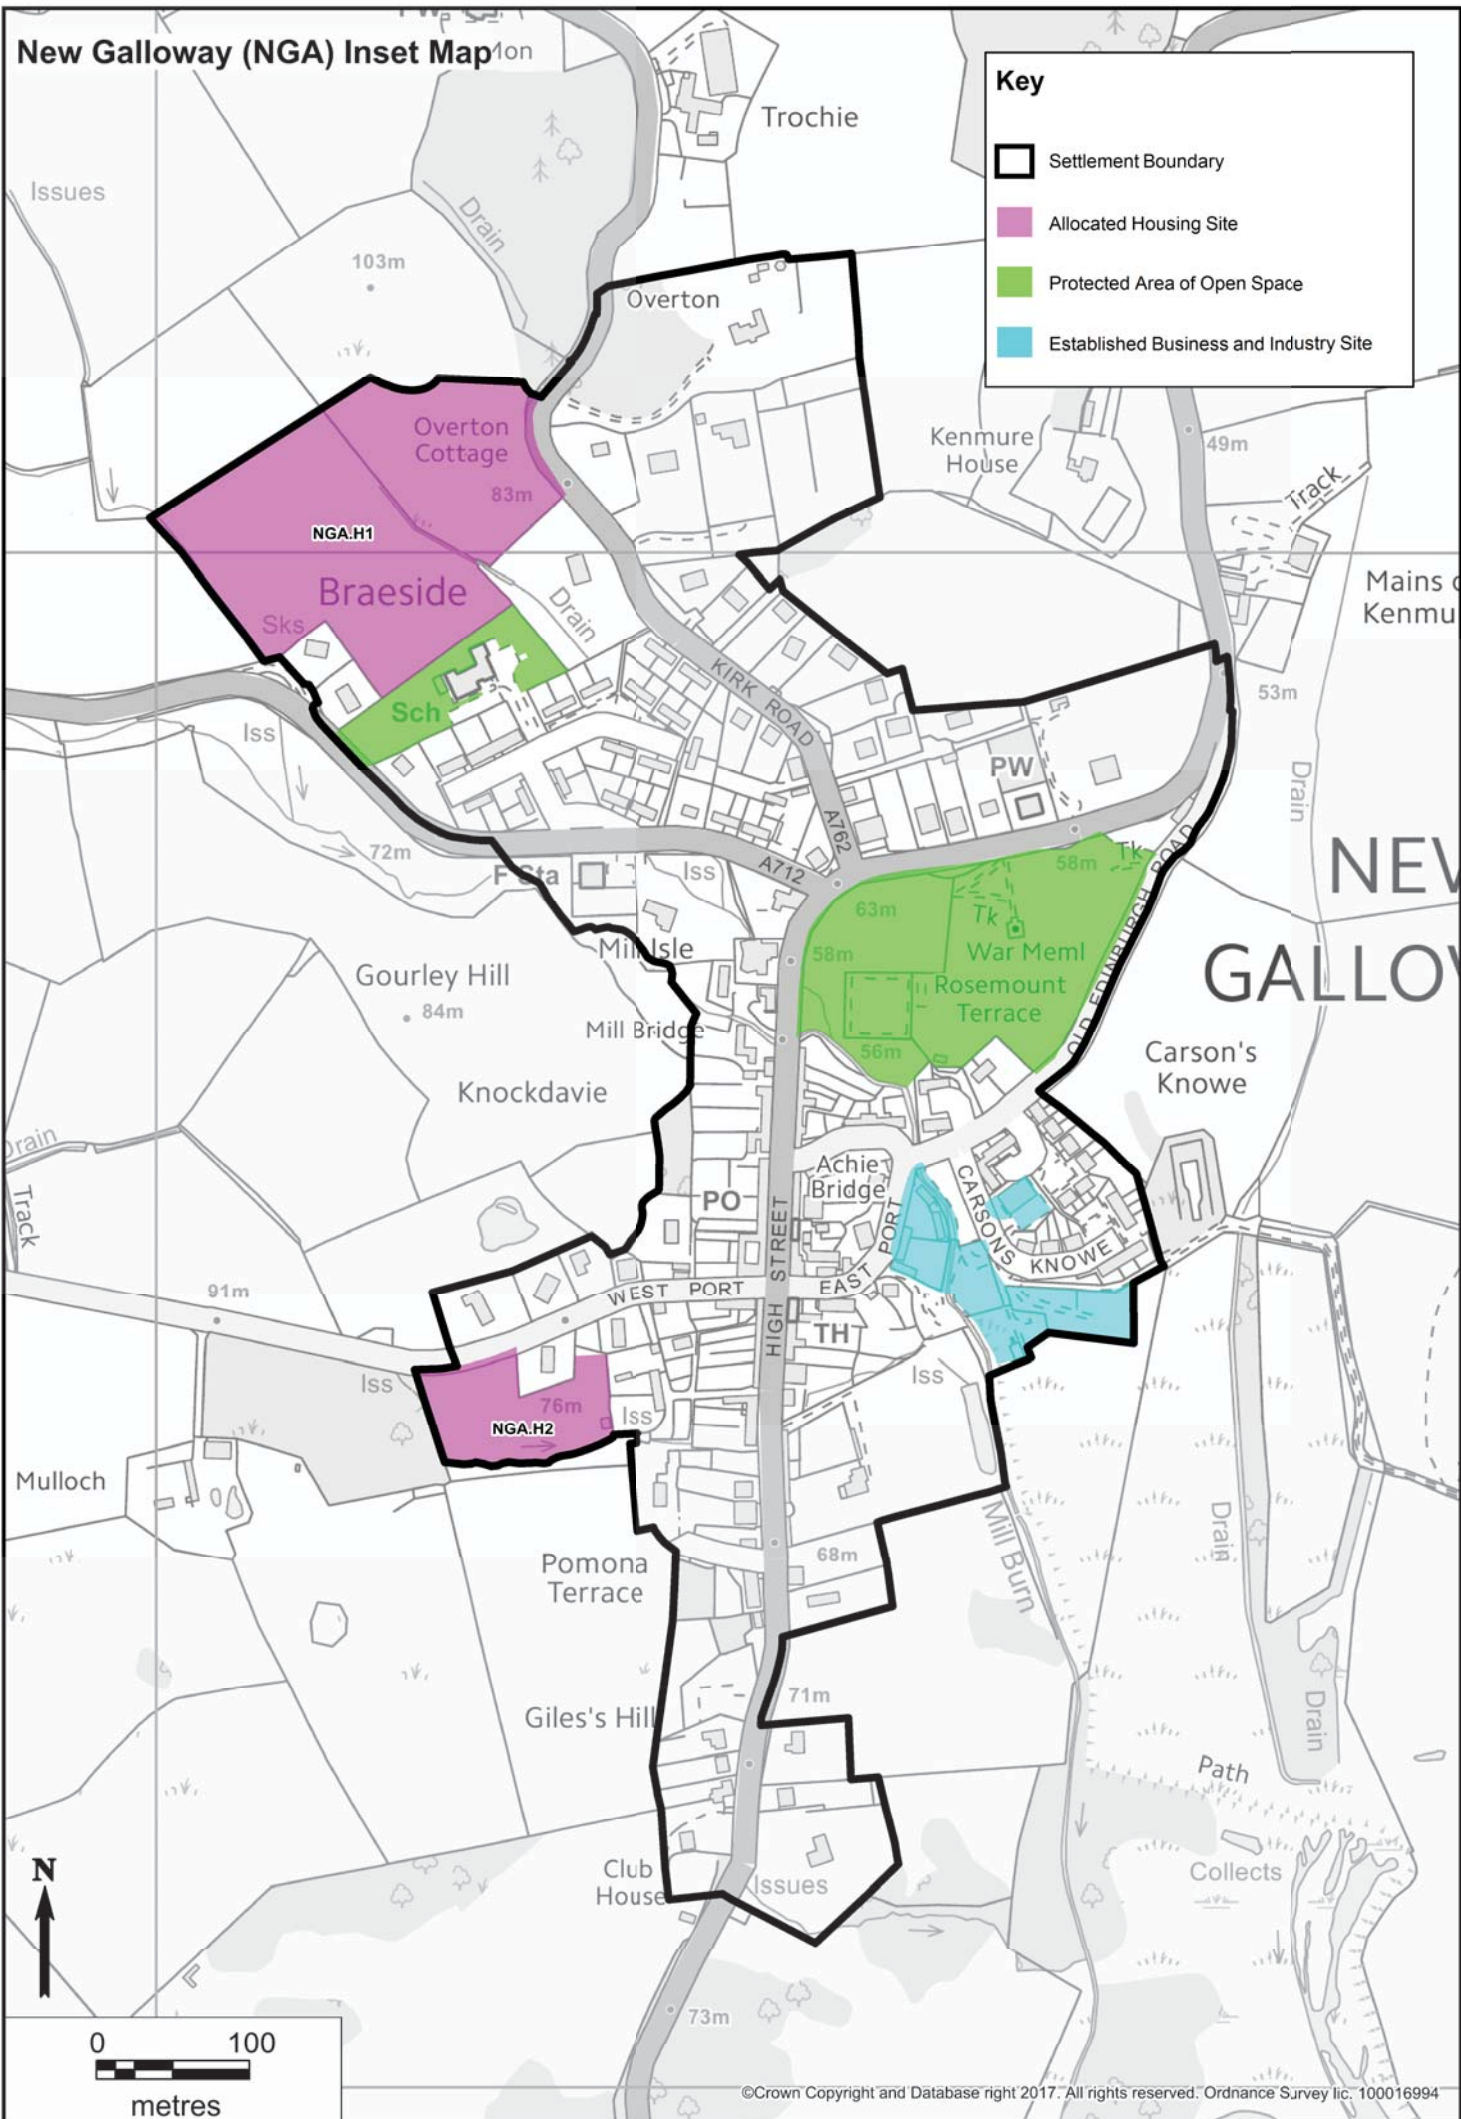 New Galloway (NGA) Inset Map
Key
Settlement Boundary
Allocated Housing Site
Protected Area of Open Space
Established Business and Industry Site
Trochie
Issues
Drain
103m
Overton
Overton
Cottage
83m
Kenmure
House
49m
Track
NGA.H1
Braeside
Drain
Sks
Mains
KIRK ROAD
53m
Sch
Iss
PW
Drain
A762
72m
A712
58m
Tk
F Sta
Iss
63m
Tk
NEW
Mill Isle
58m
War Meml
Gourley Hill
Rosemount
Terrace
GALLO
84m
Mill Bridge
56m
OLD EDINBURGH ROAD
Carson's
Knowe
Knockdavie
Drain
Achie
Bridge
Track
PO
CARSONS KNOWE
HIGH STREET
EAST PORT
WEST PORT
91m
TH
Iss
Iss
76m
NGA.H2
Iss
Mulloch
Mill Burn
Drain
68m
Pomona
Terrace
71m
Giles's Hill
Drain
Path
Club
House
Issues
Collects
N
73m
0 100
metres
©Crown Copyright and Database right 2017. All rights reserved. Ordnance Survey lic. 100016994